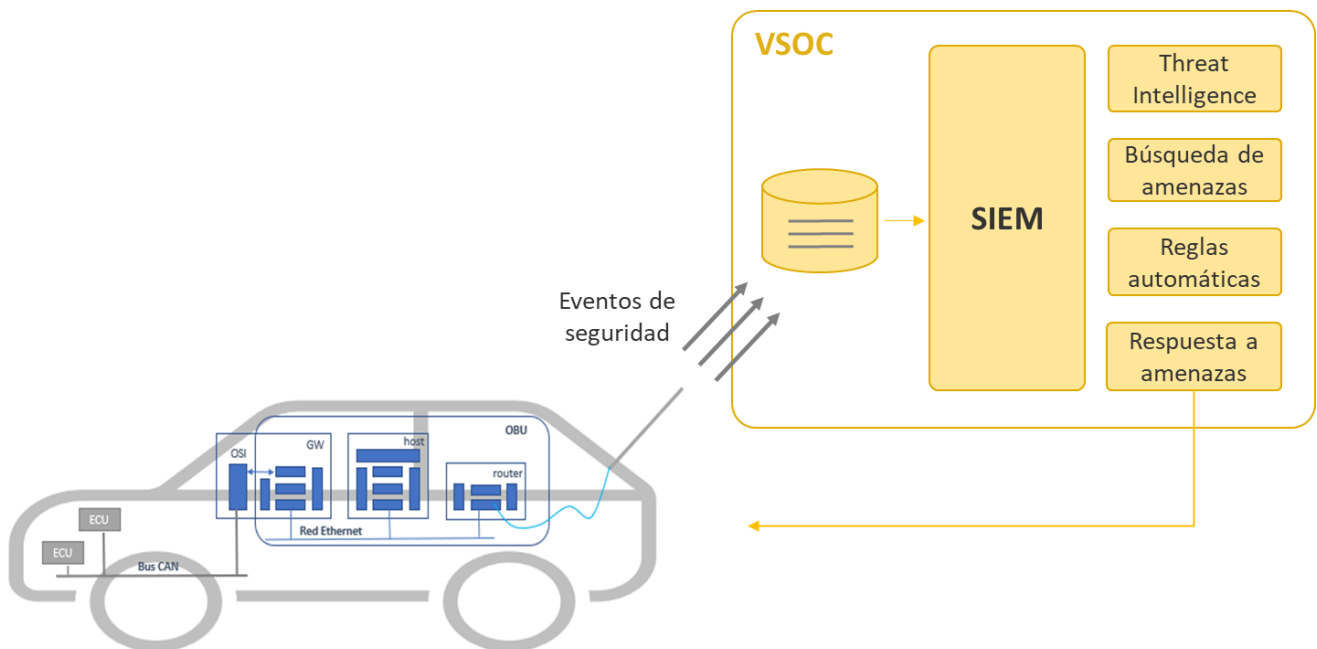 VSOC
Threat
Intelligence
Búsqueda de
amenazas
SIEM
Reglas
automáticas
Eventos de
seguridad
Respuesta a
amenazas
OBU
GW
host
OSI
router
ECU
Red Ethernet
ECU
Bus CAN